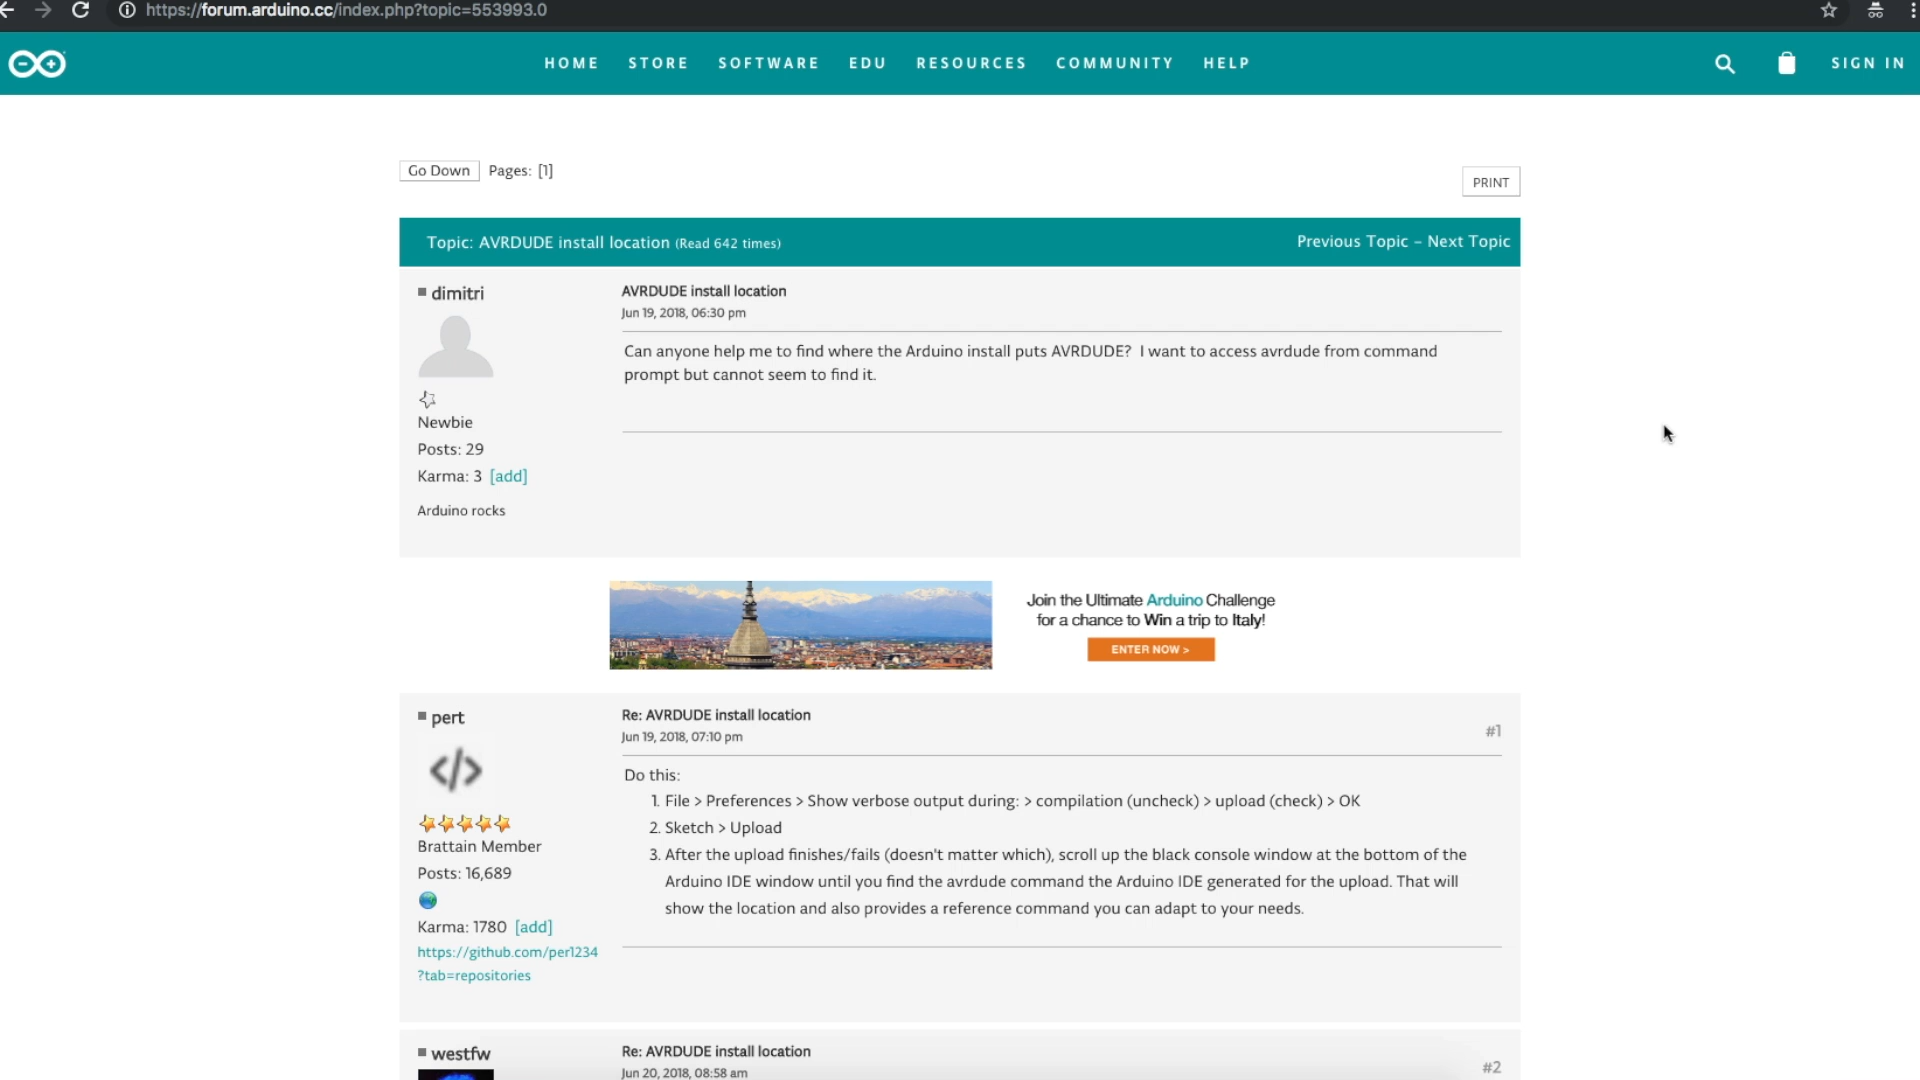 https://forum.arduino.cc/index.php?topic=553993.0
HOME STORE SOFTWARE EDU RESOURCES COMMUNITY HELP SIGN IN
Go Down Pages: [1]
PRINT
Topic: AVRDUDE install location (Read 642 times) Previous Topic – Next Topic
dimitri
Newbie
Posts: 29
Karma: 3 [add]
Arduino rocks
AVRDUDE install location
Jun 19, 2018, 06:30 pm
Can anyone help me to find where the Arduino install puts AVRDUDE? I want to access avrdude from command
prompt but cannot seem to find it.
Join the Ultimate Arduino Challenge
for a chance to Win a trip to Italy!
ENTER NOW >
pert
</>
Brattain Member
Posts: 16,689
Karma: 1780 [add]
https://github.com/per1234
?tab=repositories
Re: AVRDUDE install location
Jun 19, 2018, 07:10 pm
#1
Do this:
1. File > Preferences > Show verbose output during: > compilation (uncheck) > upload (check) > OK
2. Sketch > Upload
3. After the upload finishes/fails (doesn't matter which), scroll up the black console window at the bottom of the
Arduino IDE window until you find the avrdude command the Arduino IDE generated for the upload. That will
show the location and also provides a reference command you can adapt to your needs.
westfw
Re: AVRDUDE install location
Jun 20, 2018, 08:58 am
#2